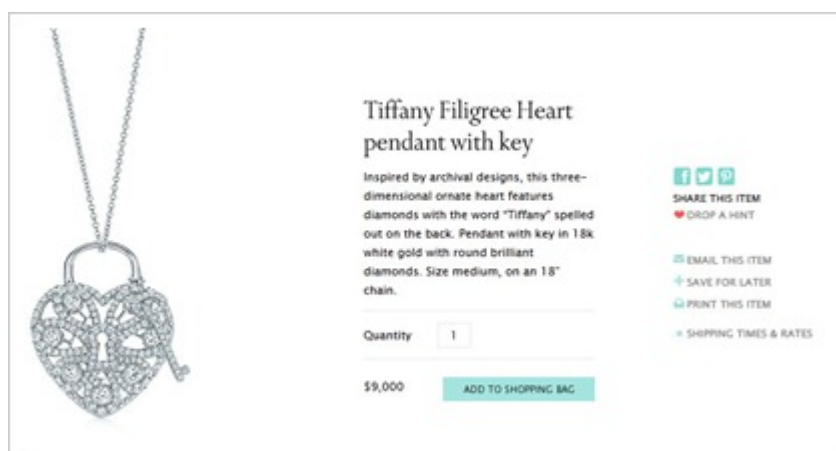 Tiffany Filigree Heart
pendant with key
Inspired by archival designs, this three-
dimensional ornate heart features
diamonds with the word "Tiffany" spelled
out on the back. Pendant with key in 18k
white gold with round brilliant
diamonds. Size medium, on an 18"
chain.
Quantity 1
$9,000 ADD TO SHOPPING BAG
SHARE THIS ITEM
DROP A HINT
EMAIL THIS ITEM
SAVE FOR LATER
PRINT THIS ITEM
SHIPPING TIMES & RATES